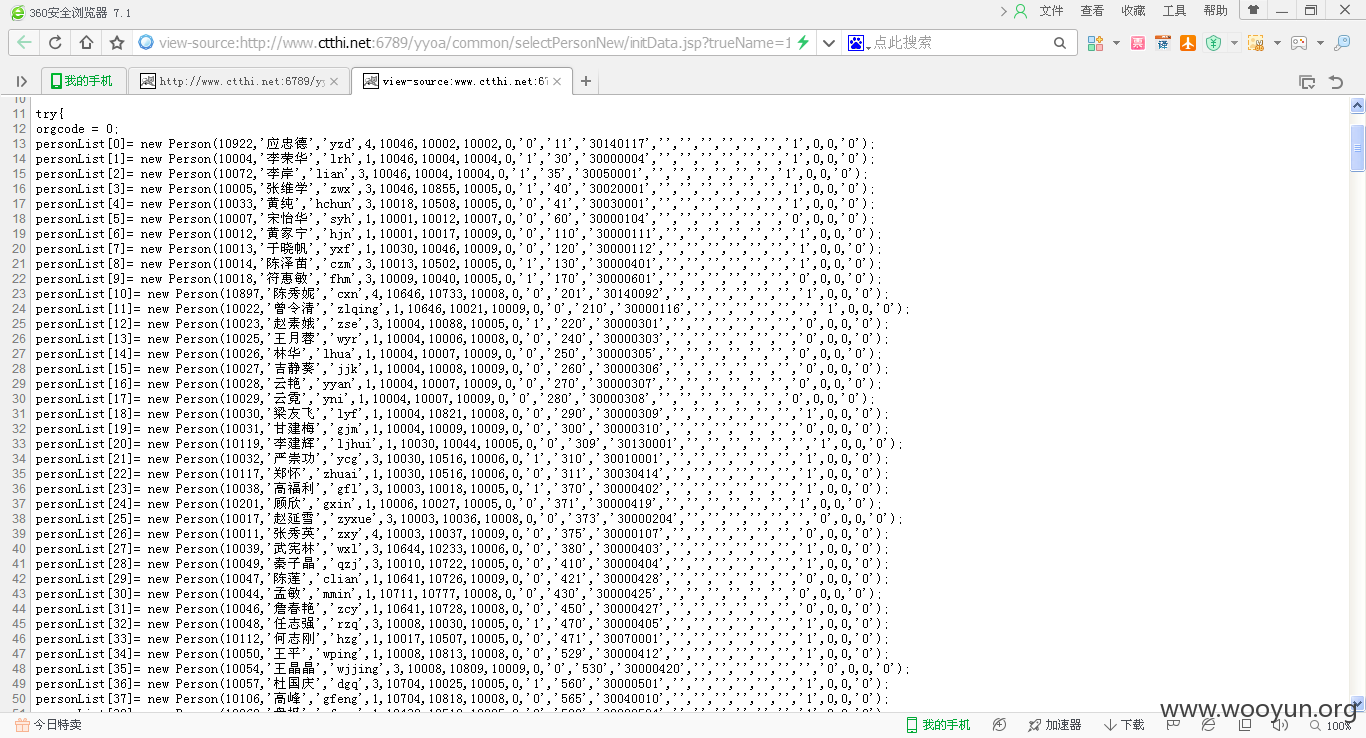 360安全浏览器 7.1
文件 查看 收藏 工具 帮助
view-source:http://www.ctthi.net:6789/yyoa/common/selectPersonNew/initData.jsp?trueName=1
点此搜索
我的手机
http://www.ctthi.net:6789/yy
view-source:www.ctthi.net:67
10
11 try{
12 orgcode = 0;
13 personList[0]= new Person(10922,'应忠德','yzd',4,10046,10002,10002,0,'0','11','30140117','','','','','','','','1',0,0,'0');
14 personList[1]= new Person(10004,'李荣华','lrh',1,10046,10004,10004,0,'1','30','30000004','','','','','','','','1',0,0,'0');
15 personList[2]= new Person(10072,'李岸','lian',3,10046,10004,10004,0,'1','35','30050001','','','','','','','','1',0,0,'0');
16 personList[3]= new Person(10005,'张维学','zwx',3,10046,10855,10005,0,'1','40','30020001','','','','','','','','1',0,0,'0');
17 personList[4]= new Person(10033,'黄纯','hchun',3,10018,10508,10005,0,'0','41','30030001','','','','','','','','1',0,0,'0');
18 personList[5]= new Person(10007,'宋怡华','syh',1,10001,10012,10007,0,'0','60','30000104','','','','','','','','0',0,0,'0');
19 personList[6]= new Person(10012,'黄家宁','hjn',1,10001,10017,10009,0,'0','110','30000111','','','','','','','','1',0,0,'0');
20 personList[7]= new Person(10013,'于晓帆','yxf',1,10030,10046,10009,0,'0','120','30000112','','','','','','','','1',0,0,'0');
21 personList[8]= new Person(10014,'陈泽苗','czm',3,10013,10502,10005,0,'1','130','30000401','','','','','','','','1',0,0,'0');
22 personList[9]= new Person(10018,'符惠敏','fhm',3,10009,10040,10005,0,'1','170','30000601','','','','','','','','0',0,0,'0');
23 personList[10]= new Person(10897,'陈秀妮','cxn',4,10646,10733,10008,0,'0','201','30140092','','','','','','','','1',0,0,'0');
24 personList[11]= new Person(10022,'曾令清','zlqing',1,10646,10021,10009,0,'0','210','30000116','','','','','','','','1',0,0,'0');
25 personList[12]= new Person(10023,'赵素娥','zse',3,10004,10088,10005,0,'1','220','30000301','','','','','','','','0',0,0,'0');
26 personList[13]= new Person(10025,'王月蓉','wyr',1,10004,10006,10008,0,'0','240','30000303','','','','','','','','0',0,0,'0');
27 personList[14]= new Person(10026,'林华','lhua',1,10004,10007,10009,0,'0','250','30000305','','','','','','','','0',0,0,'0');
28 personList[15]= new Person(10027,'吉静葵','jjk',1,10004,10008,10009,0,'0','260','30000306','','','','','','','','0',0,0,'0');
29 personList[16]= new Person(10028,'云艳','yyan',1,10004,10007,10009,0,'0','270','30000307','','','','','','','','0',0,0,'0');
30 personList[17]= new Person(10029,'云霓','yni',1,10004,10007,10009,0,'0','280','30000308','','','','','','','','0',0,0,'0');
31 personList[18]= new Person(10030,'梁友飞','lyf',1,10004,10821,10008,0,'0','290','30000309','','','','','','','','1',0,0,'0');
32 personList[19]= new Person(10031,'甘建梅','gjm',1,10004,10009,10009,0,'0','300','30000310','','','','','','','','0',0,0,'0');
33 personList[20]= new Person(10119,'李建辉','ljhui',1,10030,10044,10005,0,'0','309','30130001','','','','','','','','1',0,0,'0');
34 personList[21]= new Person(10032,'严崇功','ycg',3,10030,10516,10006,0,'1','310','30010001','','','','','','','','1',0,0,'0');
35 personList[22]= new Person(10117,'郑怀','zhuai',1,10030,10516,10006,0,'0','311','30030414','','','','','','','','1',0,0,'0');
36 personList[23]= new Person(10038,'高福利','gfl',3,10003,10018,10005,0,'1','370','30000402','','','','','','','','1',0,0,'0');
37 personList[24]= new Person(10201,'顾欣','gxin',1,10006,10027,10005,0,'0','371','30000419','','','','','','','','1',0,0,'0');
38 personList[25]= new Person(10017,'赵延雪','zyxue',3,10003,10036,10008,0,'0','373','30000204','','','','','','','','0',0,0,'0');
39 personList[26]= new Person(10011,'张秀英','zxy',4,10003,10037,10009,0,'0','375','30000107','','','','','','','','0',0,0,'0');
40 personList[27]= new Person(10039,'武宪林','wxl',3,10644,10233,10006,0,'0','380','30000403','','','','','','','','1',0,0,'0');
41 personList[28]= new Person(10049,'秦子晶','qzj',3,10010,10722,10005,0,'0','410','30000404','','','','','','','','1',0,0,'0');
42 personList[29]= new Person(10047,'陈莲','clian',1,10641,10726,10009,0,'0','421','30000428','','','','','','','','0',0,0,'0');
43 personList[30]= new Person(10044,'孟敏','mmin',1,10711,10777,10008,0,'0','430','30000425','','','','','','','','0',0,0,'0');
44 personList[31]= new Person(10046,'詹春艳','zcy',1,10641,10728,10008,0,'0','450','30000427','','','','','','','','0',0,0,'0');
45 personList[32]= new Person(10048,'任志强','rzq',3,10008,10030,10005,0,'1','470','30000405','','','','','','','','1',0,0,'0');
46 personList[33]= new Person(10112,'何志刚','hzg',1,10017,10507,10005,0,'0','471','30070001','','','','','','','','1',0,0,'0');
47 personList[34]= new Person(10050,'王平','wping',1,10008,10813,10008,0,'0','529','30000412','','','','','','','','1',0,0,'0');
48 personList[35]= new Person(10054,'王晶晶','wjjing',3,10008,10809,10009,0,'0','530','30000420','','','','','','','','0',0,0,'0');
49 personList[36]= new Person(10057,'杜国庆','dgq',3,10704,10025,10005,0,'1','560','30000501','','','','','','','','1',0,0,'0');
50 personList[37]= new Person(10106,'高峰','gfeng',1,10704,10818,10008,0,'0','565','30040010','','','','','','','','1',0,0,'0');
www.wooyun.org
今日特卖
我的手机 加速器 下载 100%